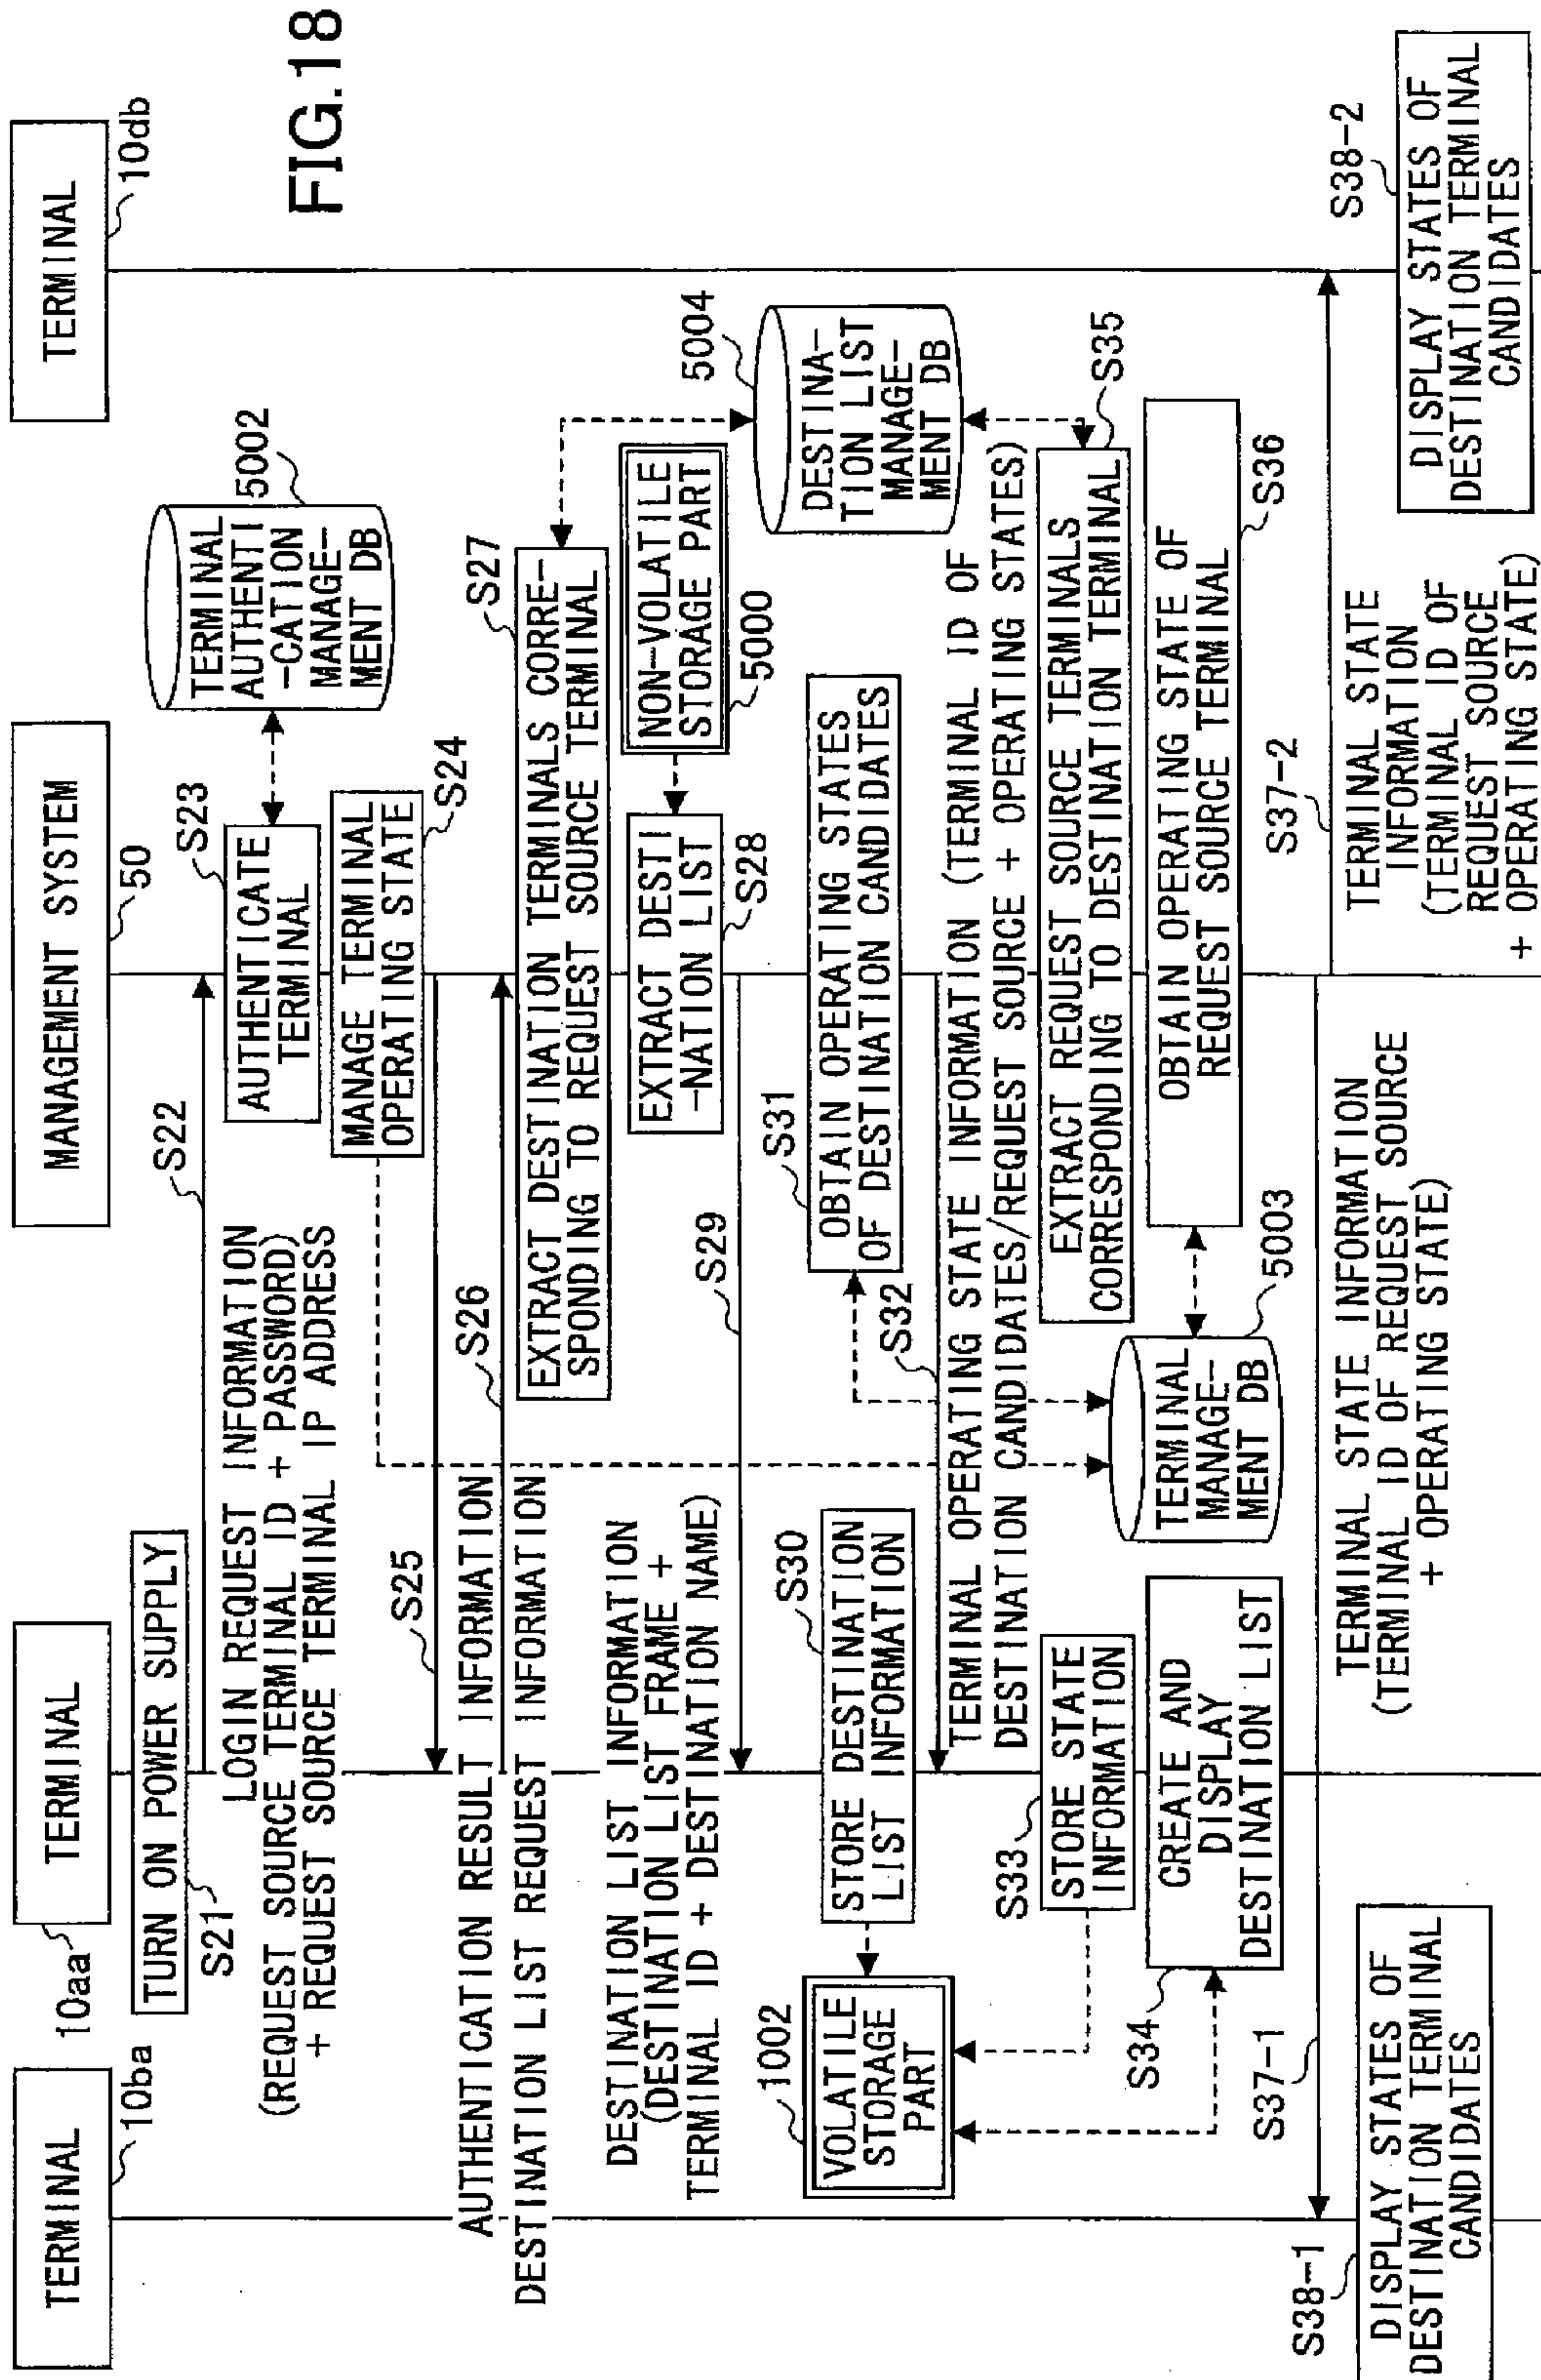 FIG.18
TERMINAL
10ba
TERMINAL
10aa
MANAGEMENT SYSTEM
50
TERMINAL
10db
TURN ON POWER SUPPLY
S21
S22
LOGIN REQUEST INFORMATION
(REQUEST SOURCE TERMINAL ID + PASSWORD)
+ REQUEST SOURCE TERMINAL IP ADDRESS
S23
AUTHENTICATE
TERMINAL
5002
TERMINAL
AUTHENTI
-CATION
MANAGE-
MENT DB
MANAGE TERMINAL
OPERATING STATE
S24
S25
AUTHENTICATION RESULT INFORMATION
S26
DESTINATION LIST REQUEST INFORMATION
S27
EXTRACT DESTINATION TERMINALS CORRE-
SPONDING TO REQUEST SOURCE TERMINAL
NON-VOLATILE
STORAGE PART
5000
EXTRACT DESTI
-NATION LIST
S28
5004
DESTINA-
TION LIST
MANAGE-
MENT DB
DESTINATION LIST INFORMATION
(DESTINATION LIST FRAME +
TERMINAL ID + DESTINATION NAME)
S29
S30
STORE DESTINATION
LIST INFORMATION
1002
VOLATILE
STORAGE
PART
S31
OBTAIN OPERATING STATES
OF DESTINATION CANDIDATES
S32
TERMINAL OPERATING STATE INFORMATION (TERMINAL ID OF
DESTINATION CANDIDATES/REQUEST SOURCE + OPERATING STATES)
S33
STORE STATE
INFORMATION
S34
CREATE AND
DISPLAY
DESTINATION LIST
S35
EXTRACT REQUEST SOURCE TERMINALS
CORRESPONDING TO DESTINATION TERMINAL
OBTAIN OPERATING STATE OF
REQUEST SOURCE TERMINAL
S36
TERMINAL
MANAGE-
MENT DB
5003
S37-1
TERMINAL STATE INFORMATION
(TERMINAL ID OF REQUEST SOURCE
+ OPERATING STATE)
S37-2
TERMINAL STATE
INFORMATION
(TERMINAL ID OF
REQUEST SOURCE
+ OPERATING STATE)
S38-1
DISPLAY STATES OF
DESTINATION TERMINAL
CANDIDATES
S38-2
DISPLAY STATES OF
DESTINATION TERMINAL
CANDIDATES